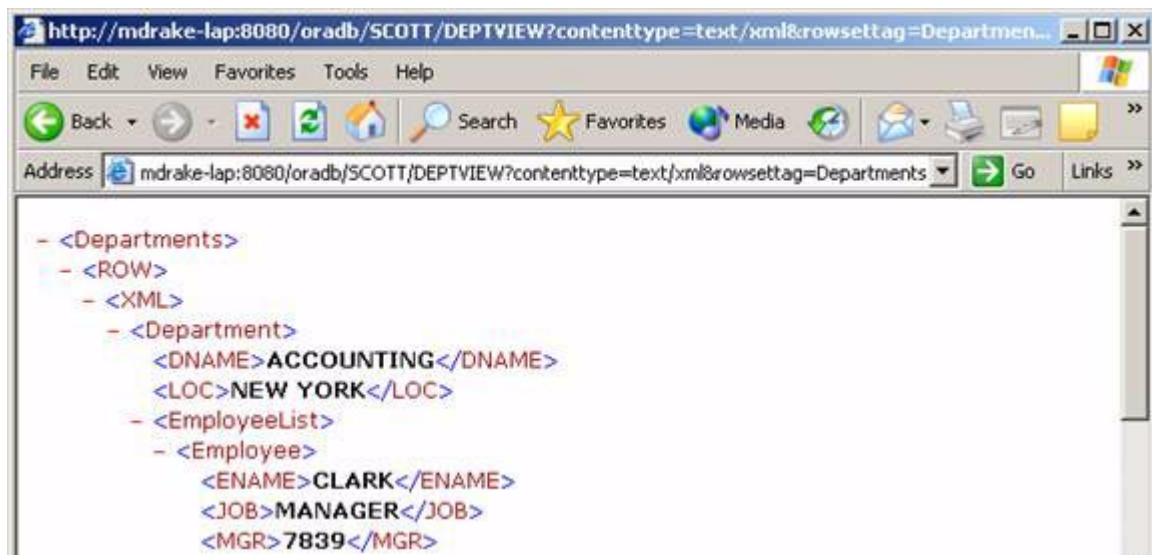 http://mdrake-lap:8080/oradb/SCOTT/DEPTVIEW?contenttype=text/xml&rowsettag=Departmen...
File Edit View Favorites Tools Help
Back Search Favorites Media »
Address mdrake-lap:8080/oradb/SCOTT/DEPTVIEW?contenttype=text/xml&rowsettag=Departments Go Links »
- <Departments>
- <ROW>
- <XML>
- <Department>
<DNAME>ACCOUNTING</DNAME>
<LOC>NEW YORK</LOC>
- <EmployeeList>
- <Employee>
<ENAME>CLARK</ENAME>
<JOB>MANAGER</JOB>
<MGR>7839</MGR>